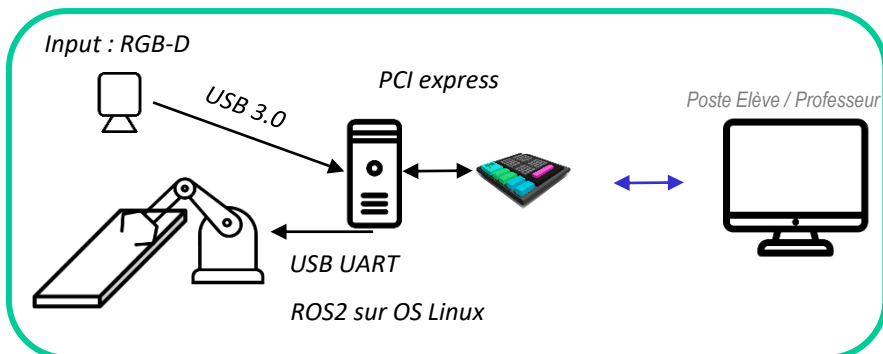 Input : RGB-D
PCI express
USB 3.0
Poste Elève / Professeur
USB UART
ROS2 sur OS Linux